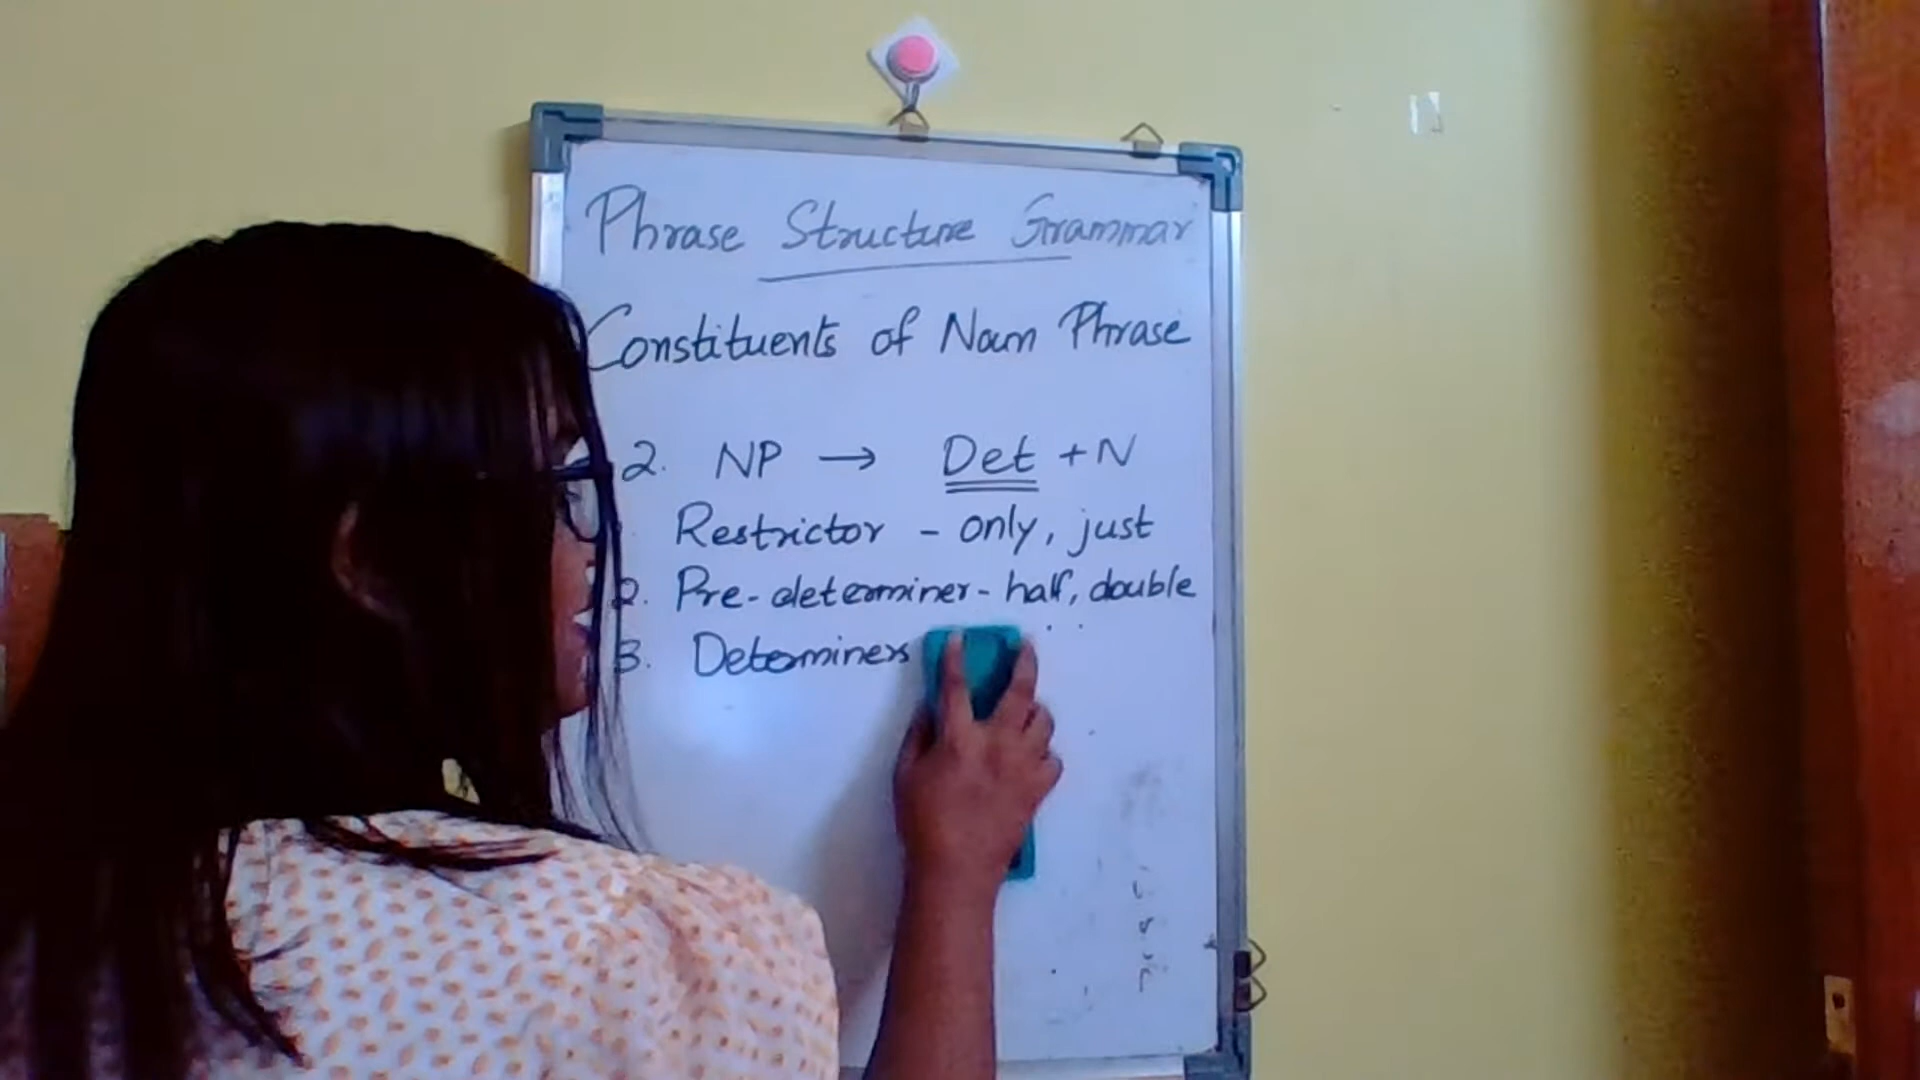 Phrase Structure Grammar
Constituents of Noun Phrase
2. NP → Det + N
Restrictor - only, just
2. Pre-determiner - half, double
3. Determiners